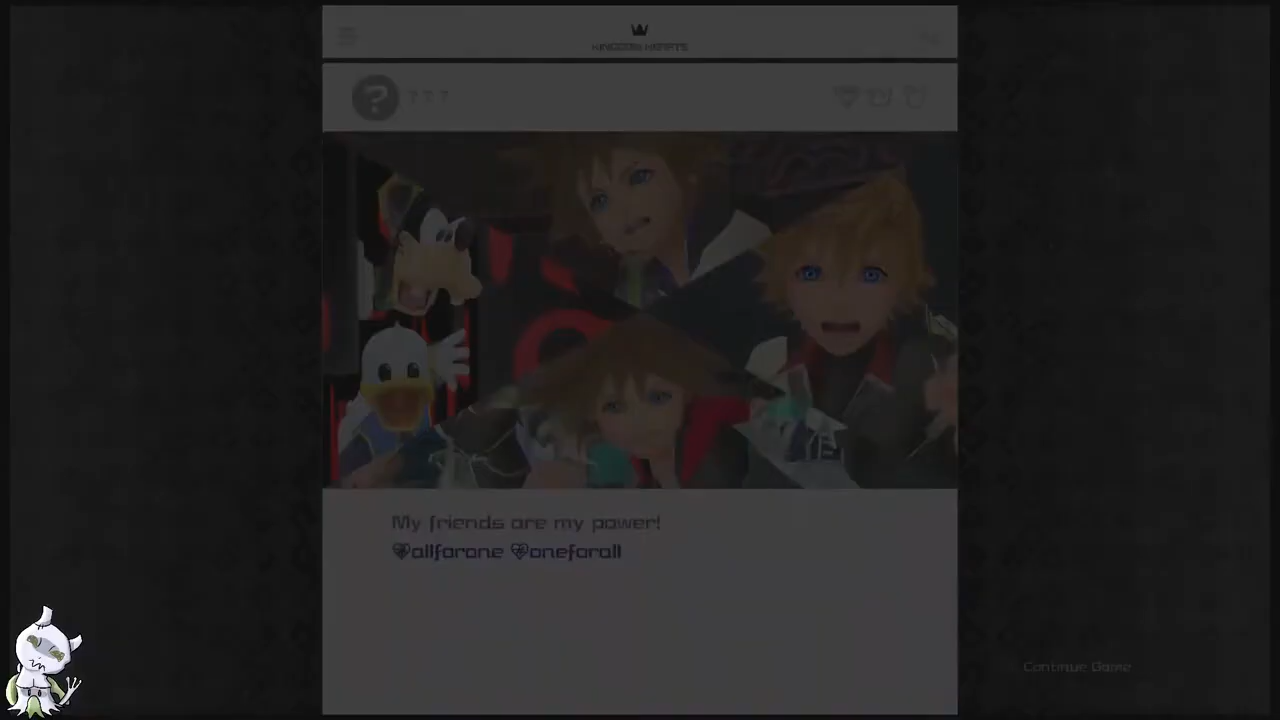 KINGDOM HEARTS
? ? ? ?
My friends are my power!
allforone oneforall
Continue Game